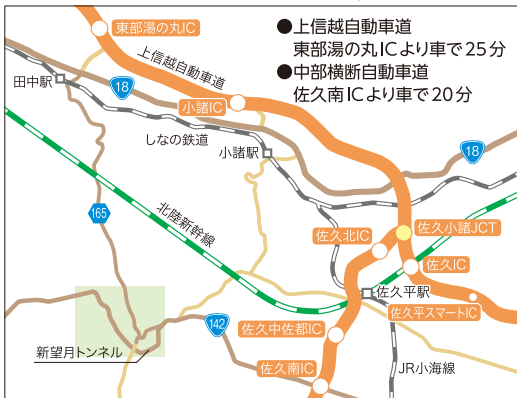 ●上信越自動車道
東部湯の丸ICより車で25分
●中部横断自動車道
佐久南ICより車で20分
東部湯の丸IC
上信越自動車道
田中駅
18
小諸IC
しなの鉄道
小諸駅
18
165
北陸新幹線
佐久北IC
佐久小諸JCT
佐久IC
佐久平駅
佐久平スマートIC
142
佐久中佐都IC
新望月トンネル
佐久南IC
JR小海線